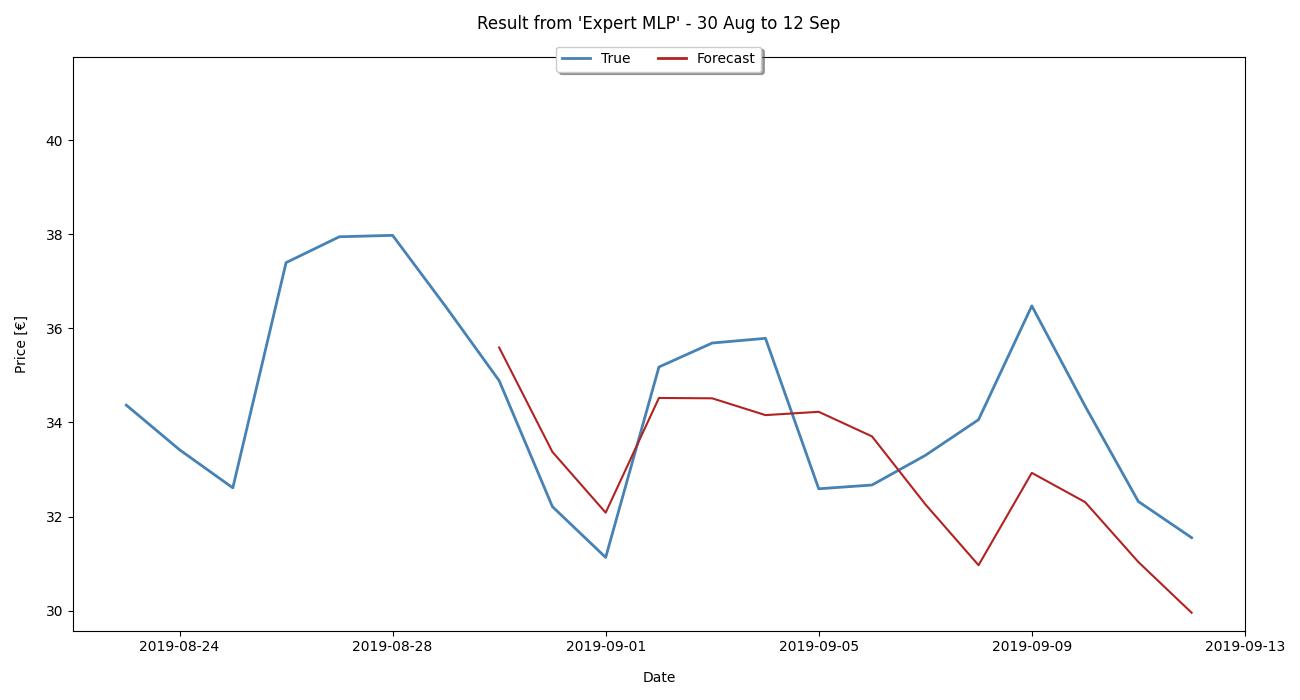 Result from 'Expert MLP' - 30 Aug to 12 Sep
True Forecast
40
38
36
34
32
30
Price [€]
2019-08-24 2019-08-28 2019-09-01 2019-09-05 2019-09-09 2019-09-13
Date